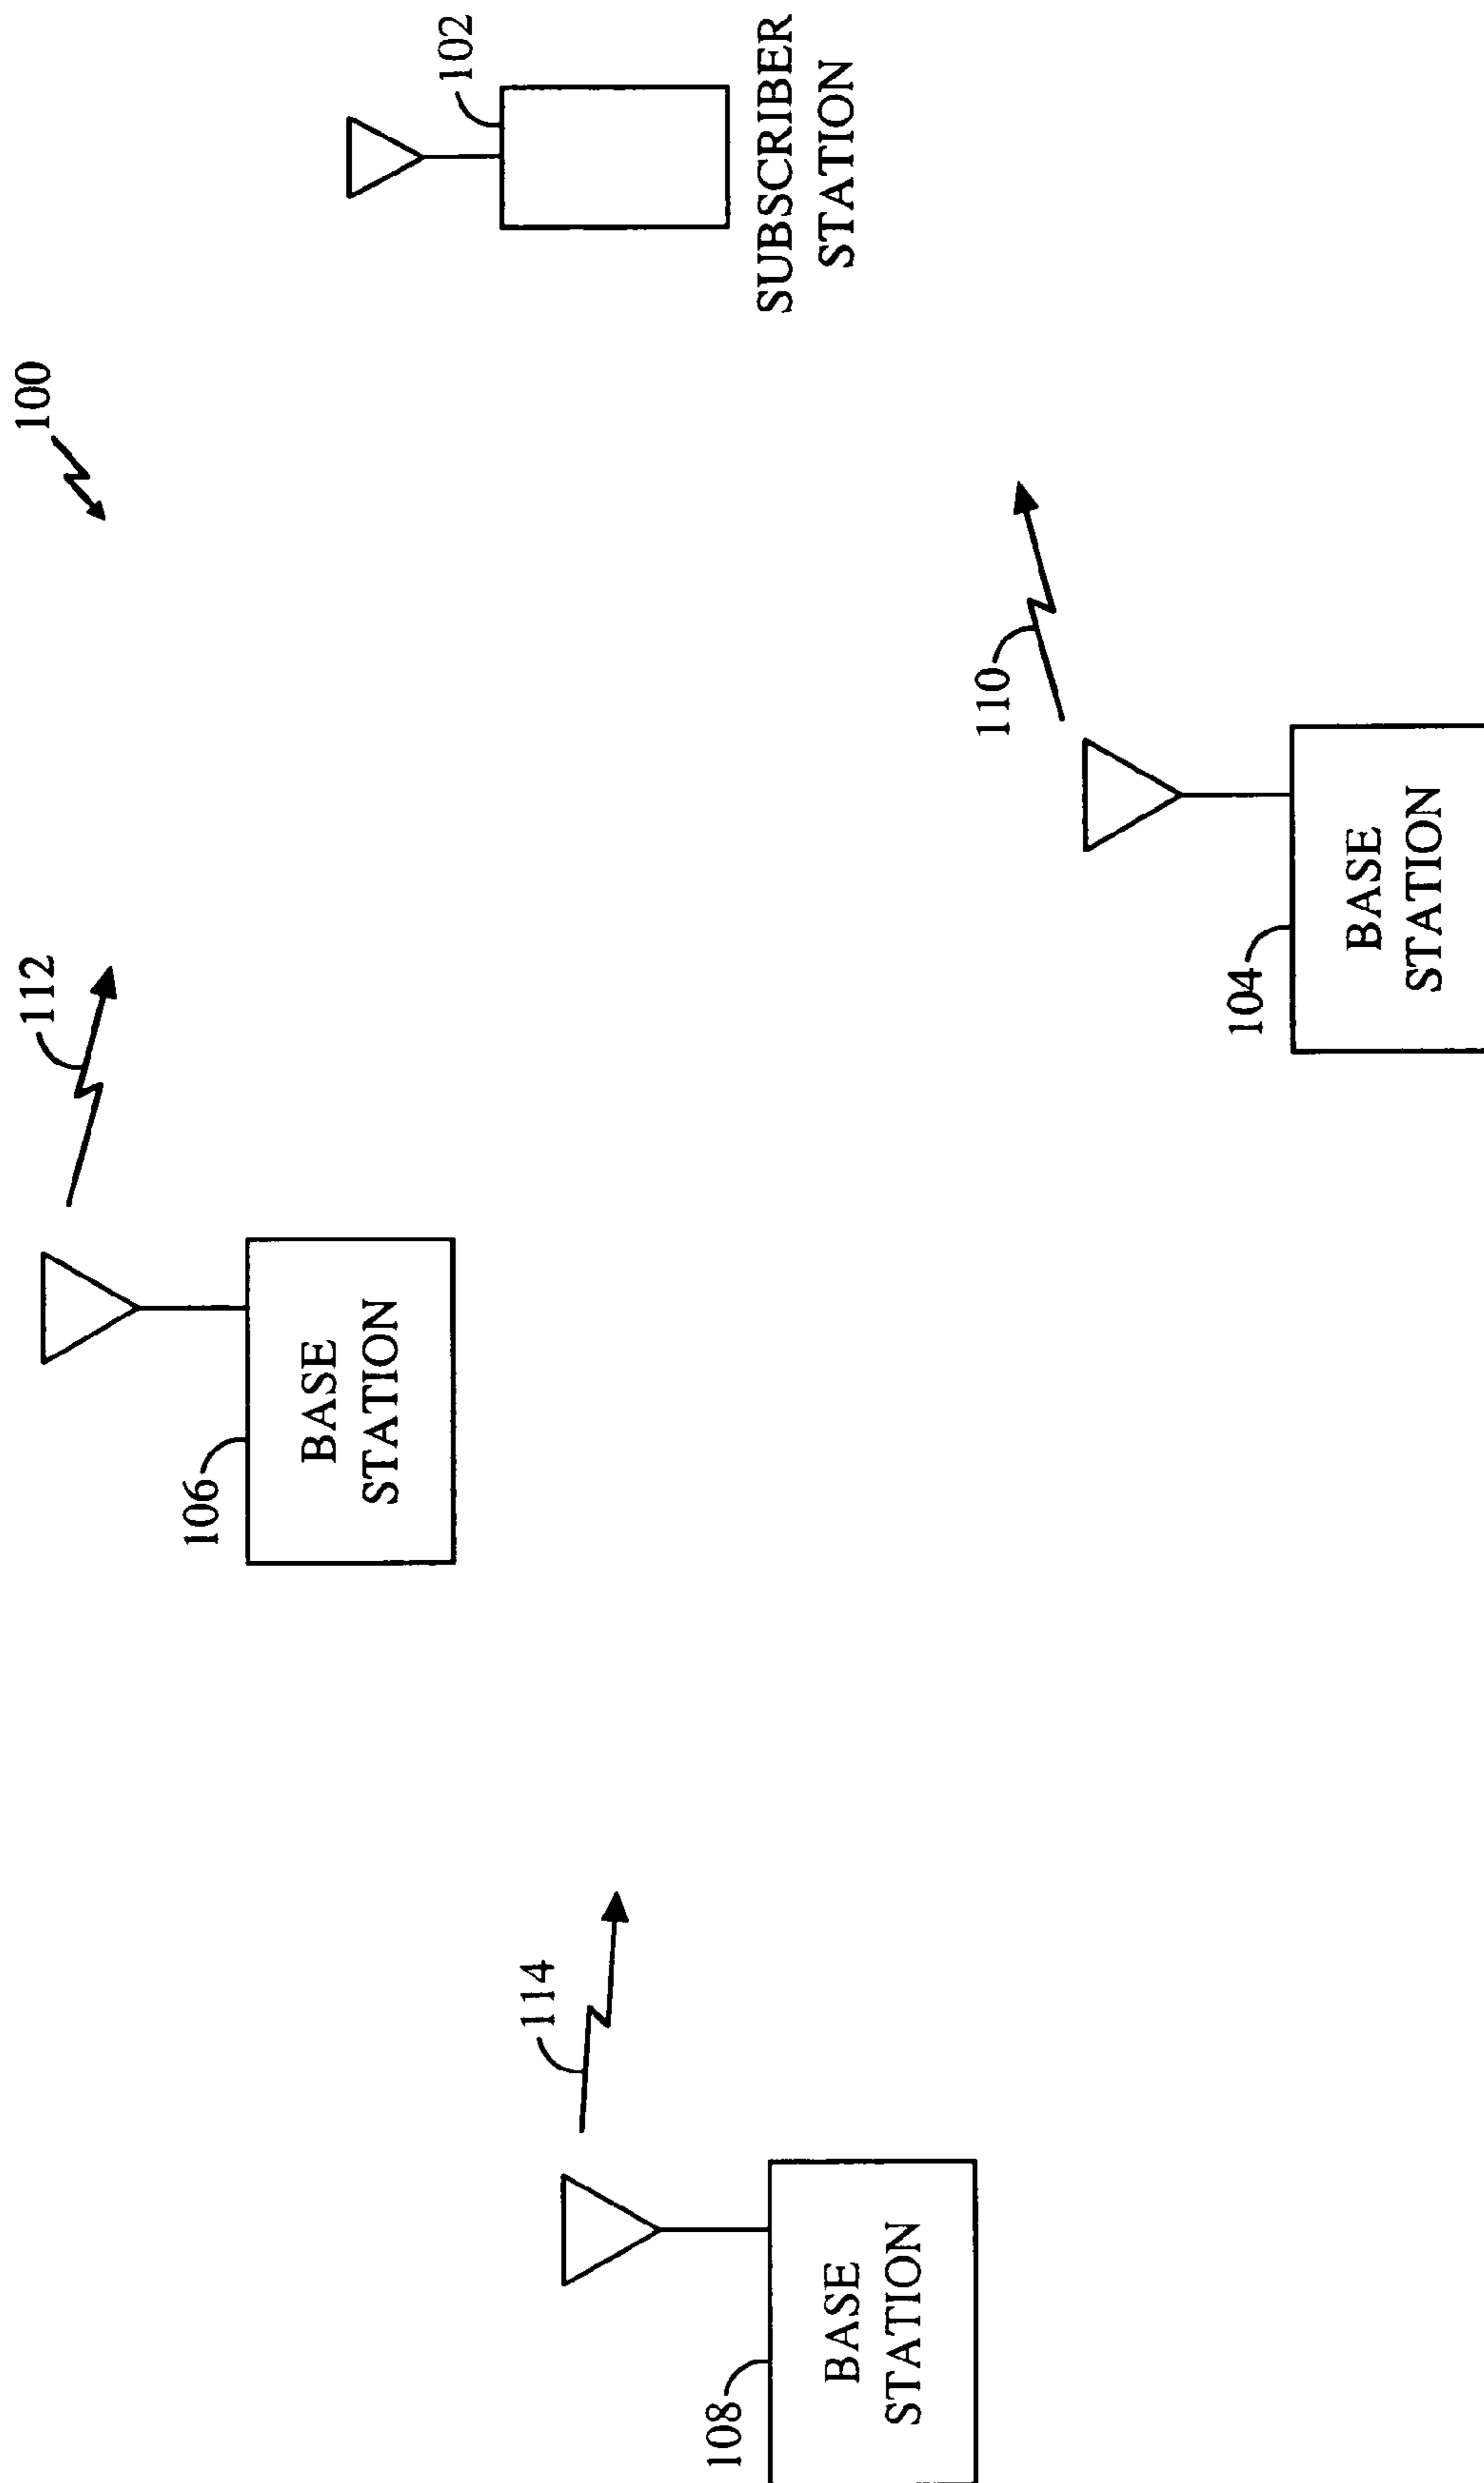 112
100
106
BASE
STATION
102
114
108
BASE
STATION
SUBSCRIBER
STATION
110
104
BASE
STATION